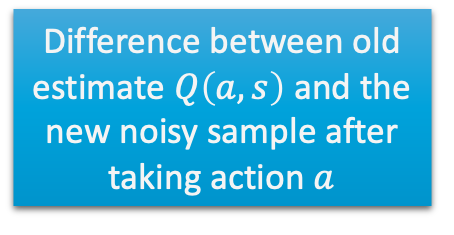 Difference between old
estimate Q(a, s) and the
new noisy sample after
taking action a